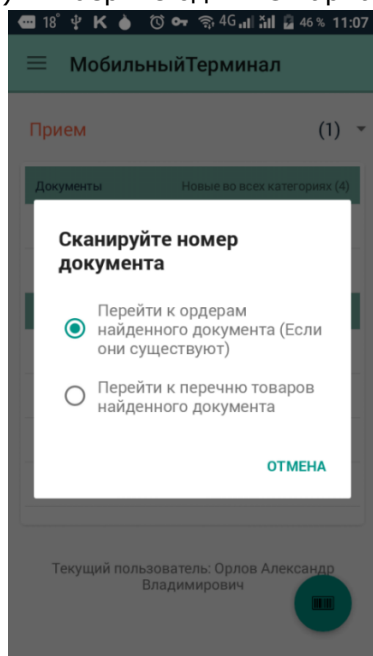 18° 4G 46 % 11:07
МобильныйТерминал
Прием (1)
Документы Новые во всех категориях (4)
Сканируйте номер
документа
Перейти к ордерам
найденного документа (Если
они существуют)
Перейти к перечню товаров
найденного документа
ОТМЕНА
Текущий пользователь: Орлов Александр
Владимирович